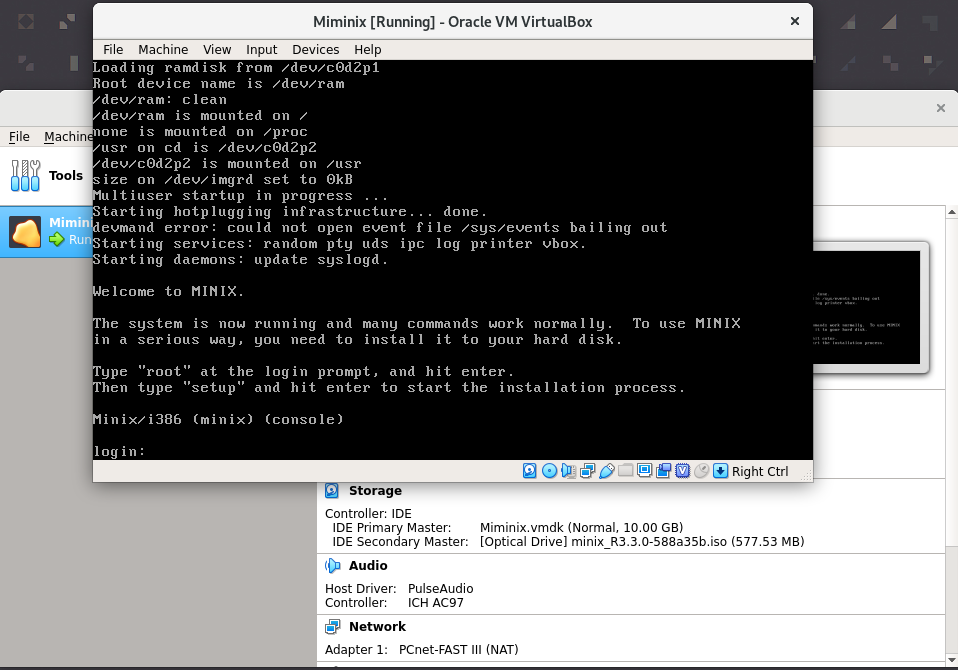 Miminix [Running] - Oracle VM VirtualBox
File Machine View Input Devices Help
Loading ramdisk from /dev/c0d2p1
Root device name is /dev/ram
/dev/ram: clean
/dev/ram is mounted on /
none is mounted on /proc
/usr on cd is /dev/c0d2p2
/dev/c0d2p2 is mounted on /usr
size on /dev/imgrd set to 0kB
Multiuser startup in progress ...
Starting hotplugging infrastructure... done.
devmand error: could not open event file /sys/events bailing out
Starting services: random pty uds ipc log printer vbox.
Starting daemons: update syslogd.
Welcome to MINIX.
The system is now running and many commands work normally.  To use MINIX
in a serious way, you need to install it to your hard disk.
Type "root" at the login prompt, and hit enter.
Then type "setup" and hit enter to start the installation process.
Minix/i386 (minix) (console)
login:
Right Ctrl
File Machine
Tools
Mimini
Run
Storage
Controller: IDE
IDE Primary Master: Miminix.vmdk (Normal, 10.00 GB)
IDE Secondary Master: [Optical Drive] minix_R3.3.0-588a35b.iso (577.53 MB)
Audio
Host Driver: PulseAudio
Controller: ICH AC97
Network
Adapter 1: PCnet-FAST III (NAT)